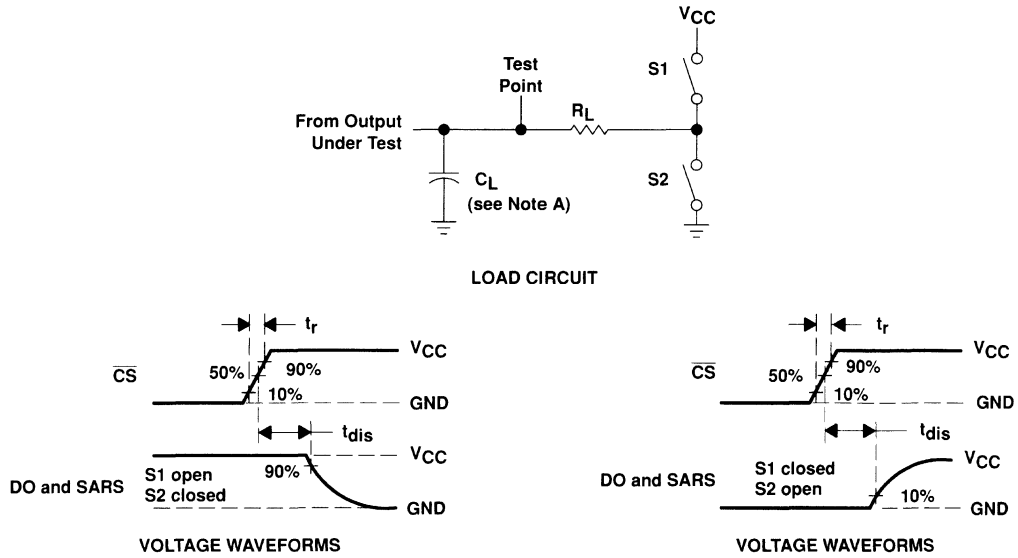 VCC
S1
Test
Point
RL
From Output
Under Test
S2
CL
(see Note A)
LOAD CIRCUIT
tr
VCC
CS
50%
90%
10%
GND
tdis
VCC
DO and SARS
S1 open
S2 closed
90%
GND
VOLTAGE WAVEFORMS
tr
VCC
CS
50%
90%
10%
GND
tdis
VCC
DO and SARS
S1 closed
S2 open
10%
GND
VOLTAGE WAVEFORMS